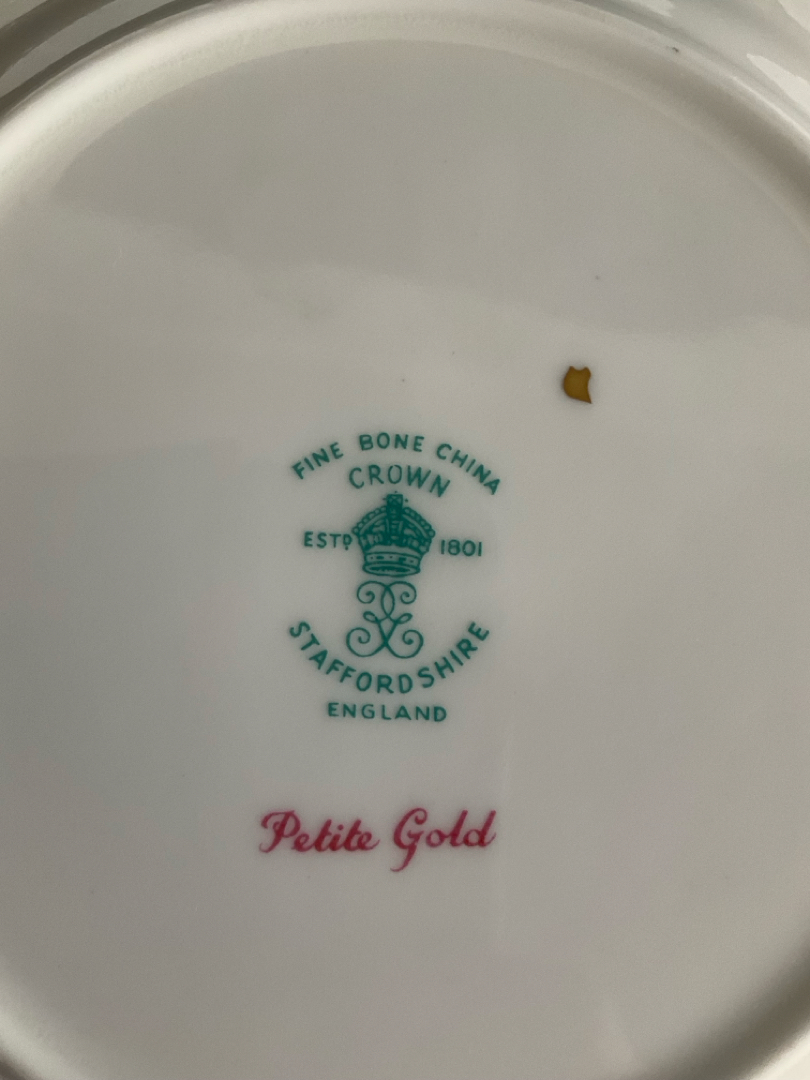 FINE BONE CHINA
CROWN
ESTD 1801
STAFFORDSHIRE
ENGLAND
Petite Gold